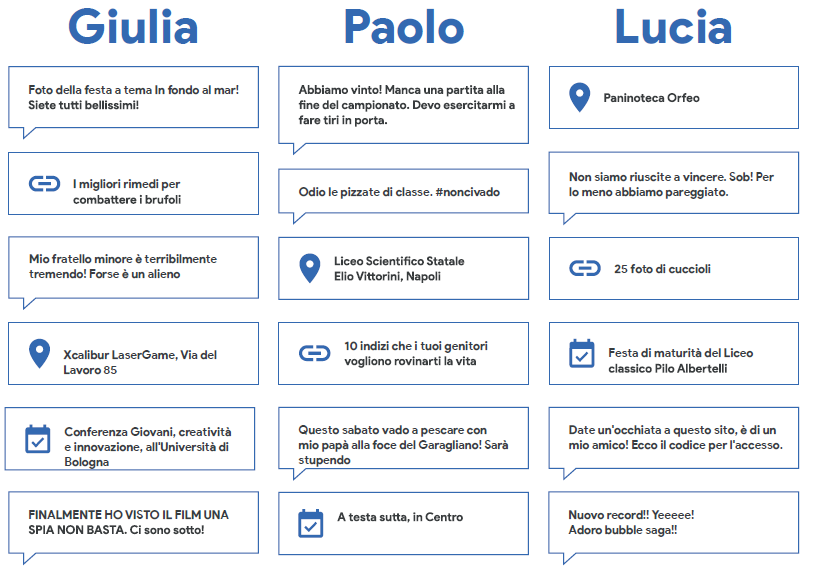 Giulia
Foto della festa a tema In fondo al mar!
Siete tutti bellissimi!
I migliori rimedi per
combattere i brufoli
Mio fratello minore è terribilmente
tremendo! Forse è un alieno
Xcalibur LaserGame, Via del
Lavoro 85
Conferenza Giovani, creatività
e innovazione, all'Università di
Bologna
FINALMENTE HO VISTO IL FILM UNA
SPIA NON BASTA. Ci sono sotto!
Paolo
Abbiamo vinto! Manca una partita alla
fine del campionato. Devo esercitarmi a
fare tiri in porta.
Odio le pizzate di classe. #noncivado
Liceo Scientifico Statale
Elio Vittorini, Napoli
10 indizi che i tuoi genitori
vogliono rovinarti la vita
Questo sabato vado a pescare con
mio papà alla foce del Garagliano! Sarà
stupendo
A testa sutta, in Centro
Lucia
Paninoteca Orfeo
Non siamo riuscite a vincere. Sob! Per
lo meno abbiamo pareggiato.
25 foto di cuccioli
Festa di maturità del Liceo
classico Pilo Albertelli
Date un'occhiata a questo sito, è di un
mio amico! Ecco il codice per l'accesso.
Nuovo record!! Yeeeee!
Adoro bubble saga!!